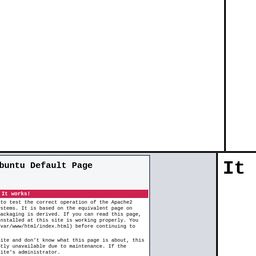 buntu Default Page
It
It works!
to test the correct operation of the Apache2
stems. It is based on the equivalent page on
ackaging is derived. If you can read this page,
nstalled at this site is working properly. You
var/www/html) before continuing to
ite and don't know what this page is about, this
tly unavailable due to maintenance. If the
ite's administrator.